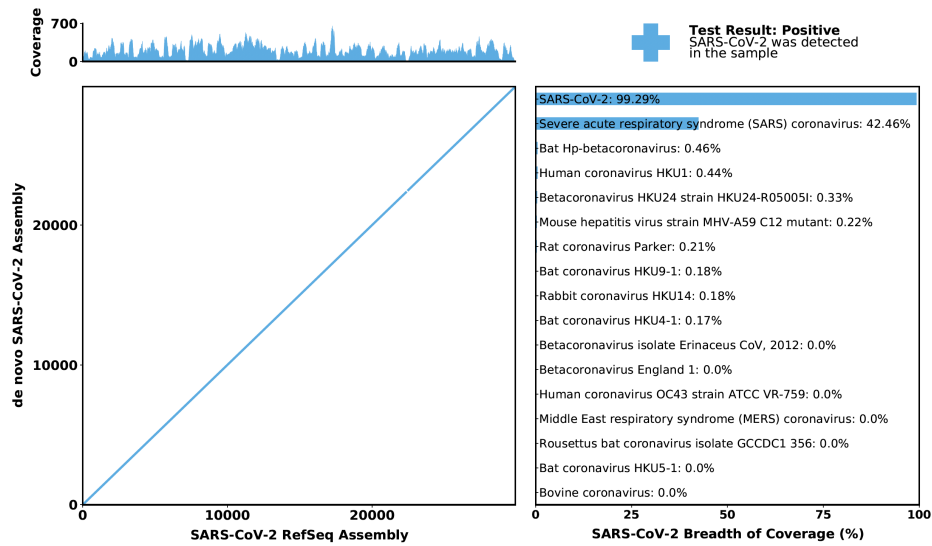 700
0
Coverage
Test Result: Positive
SARS-CoV-2 was detected
in the sample
de novo SARS-CoV-2 Assembly
20000
10000
0
0
10000
20000
SARS-CoV-2 RefSeq Assembly
SARS-CoV-2: 99.29%
Severe acute respiratory syndrome (SARS) coronavirus: 42.46%
Bat Hp-betacoronavirus: 0.46%
Human coronavirus HKU1: 0.44%
Betacoronavirus HKU24 strain HKU24-R05005I: 0.33%
Mouse hepatitis virus strain MHV-A59 C12 mutant: 0.22%
Rat coronavirus Parker: 0.21%
Bat coronavirus HKU9-1: 0.18%
Rabbit coronavirus HKU14: 0.18%
Bat coronavirus HKU4-1: 0.17%
Betacoronavirus isolate Erinaceus CoV, 2012: 0.0%
Betacoronavirus England 1: 0.0%
Human coronavirus OC43 strain ATCC VR-759: 0.0%
Middle East respiratory syndrome (MERS) coronavirus: 0.0%
Rousettus bat coronavirus isolate GCCDC1 356: 0.0%
Bat coronavirus HKU5-1: 0.0%
Bovine coronavirus: 0.0%
0
25
50
75
100
SARS-CoV-2 Breadth of Coverage (%)